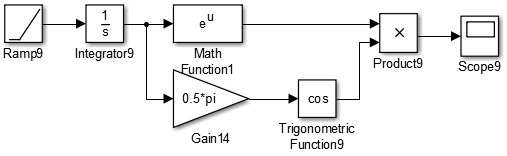 1
s
e^u
Math
Function1
Ramp9
Integrator9
0.5*pi
Gain14
cos
Trigonometric
Function9
×
Product9
Scope9